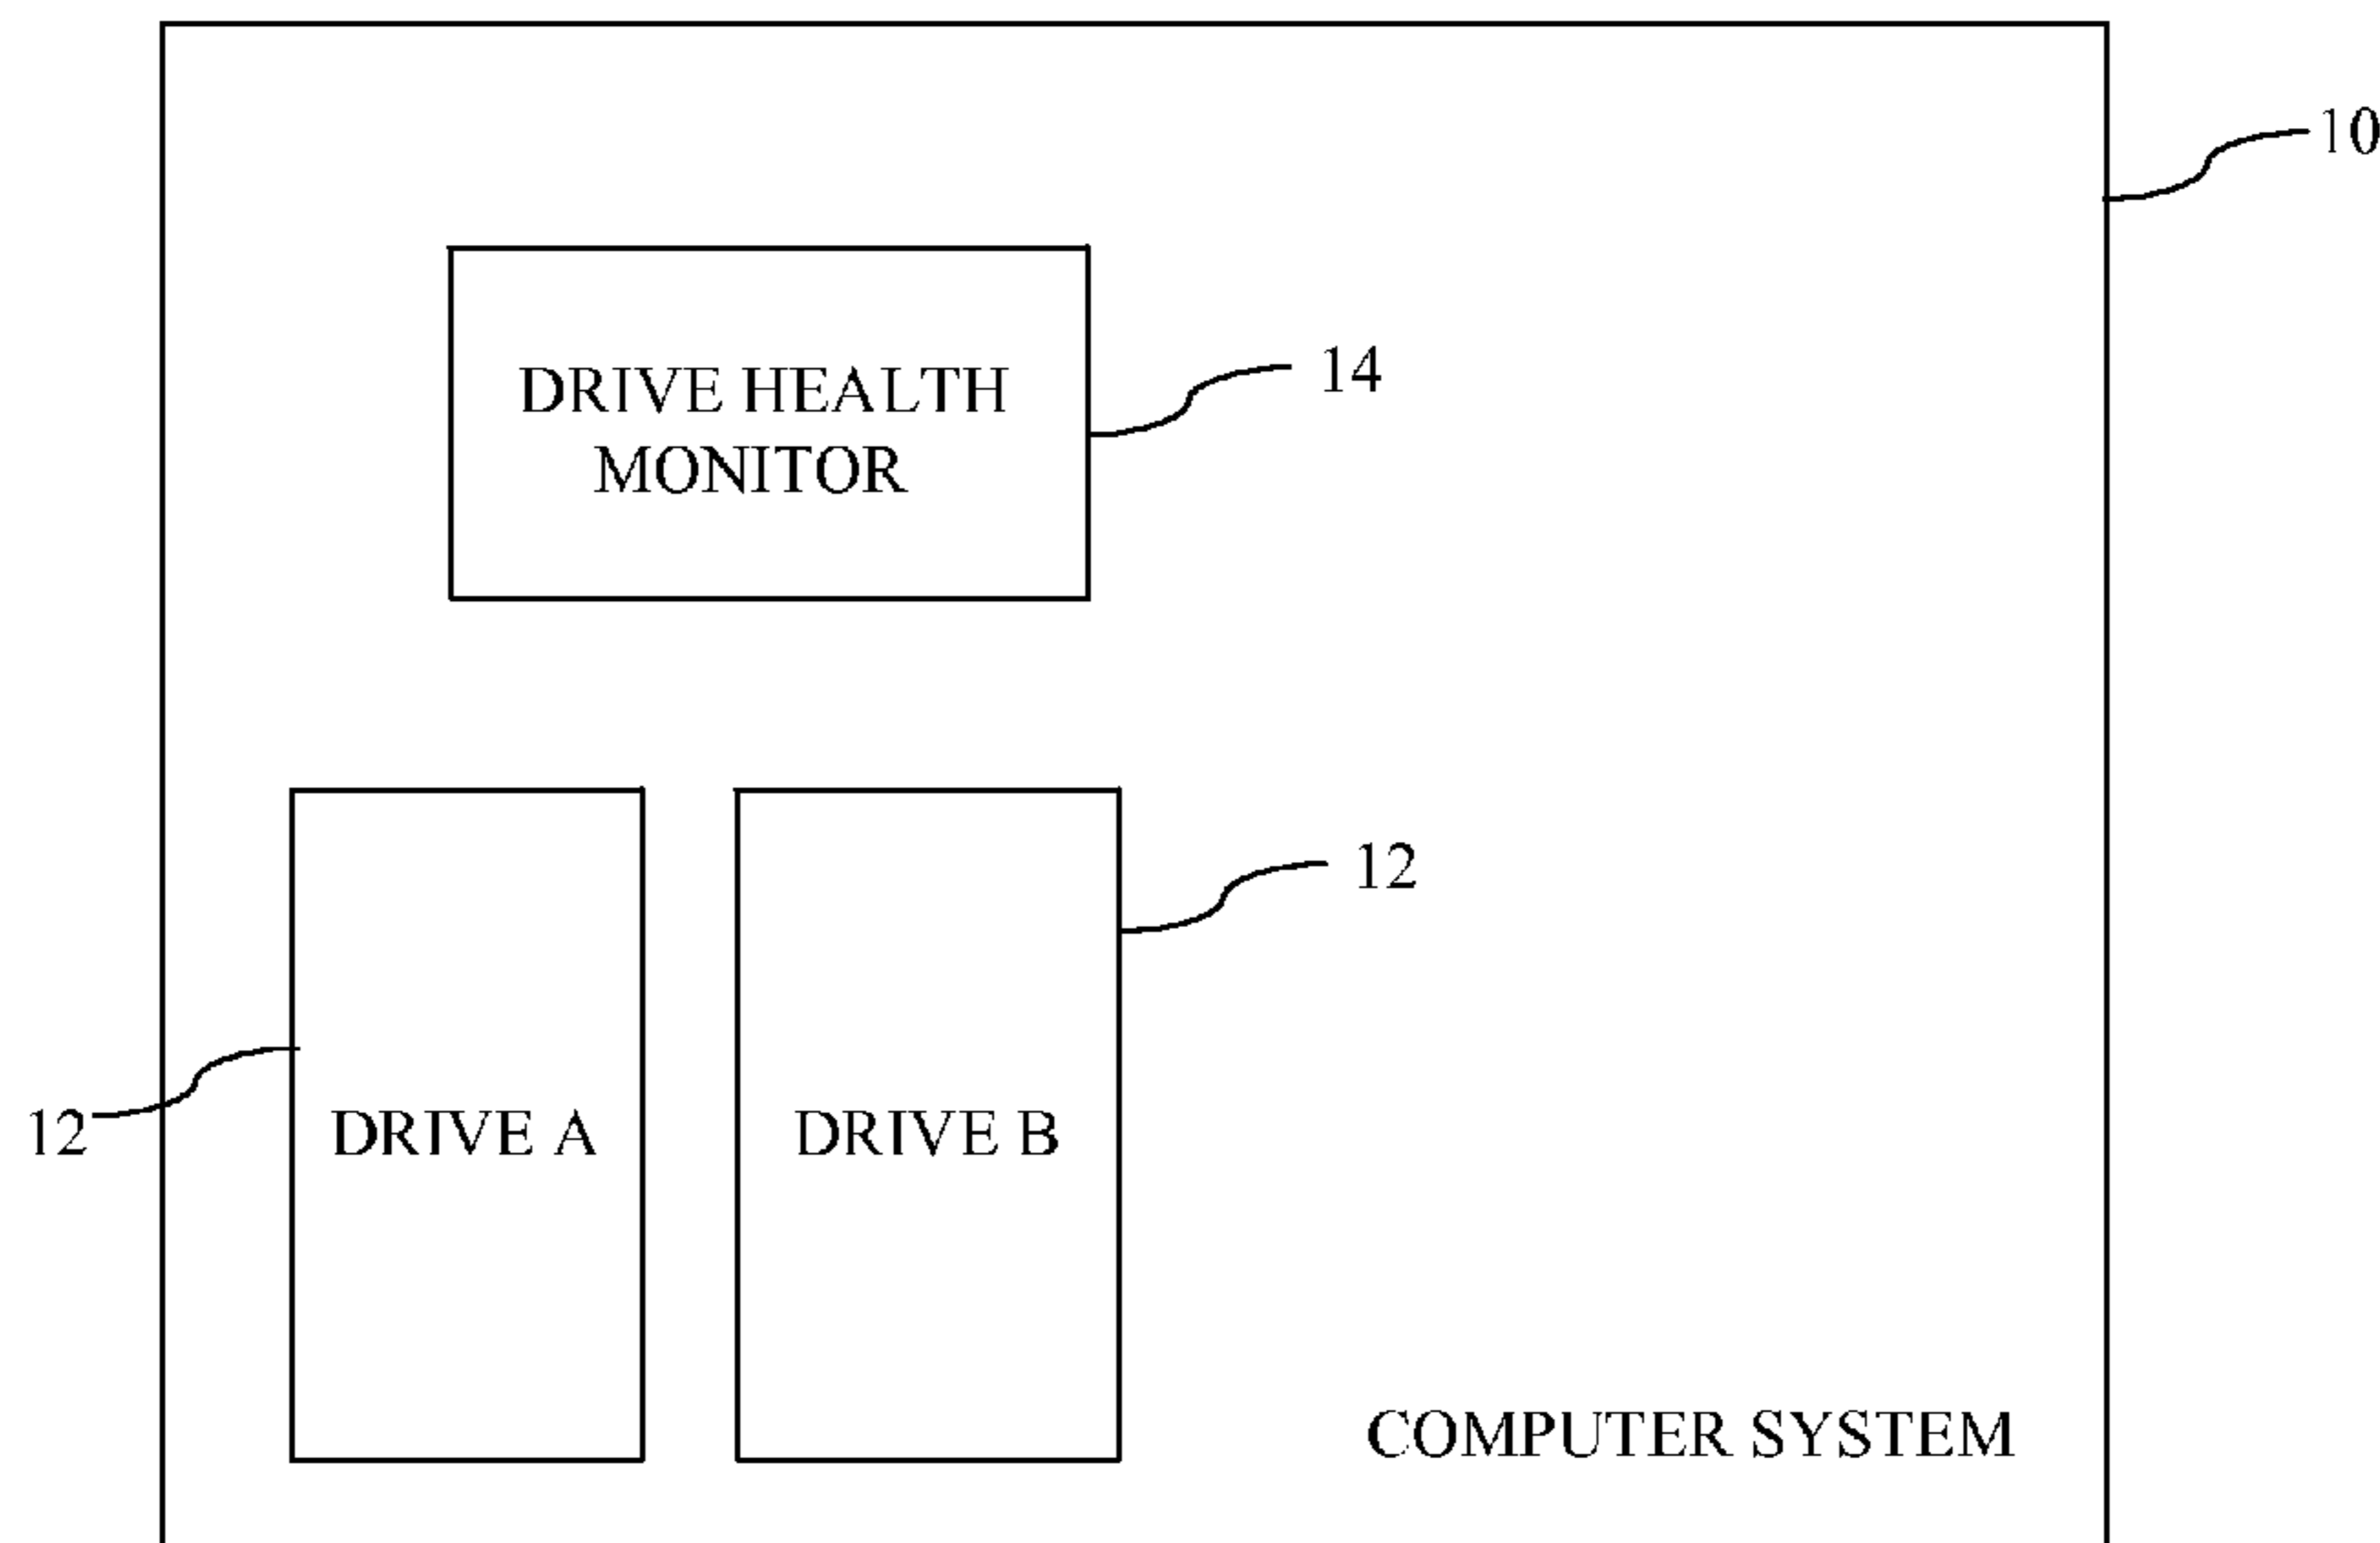 10
DRIVE HEALTH
MONITOR
14
12
12
DRIVE A
DRIVE B
COMPUTER SYSTEM